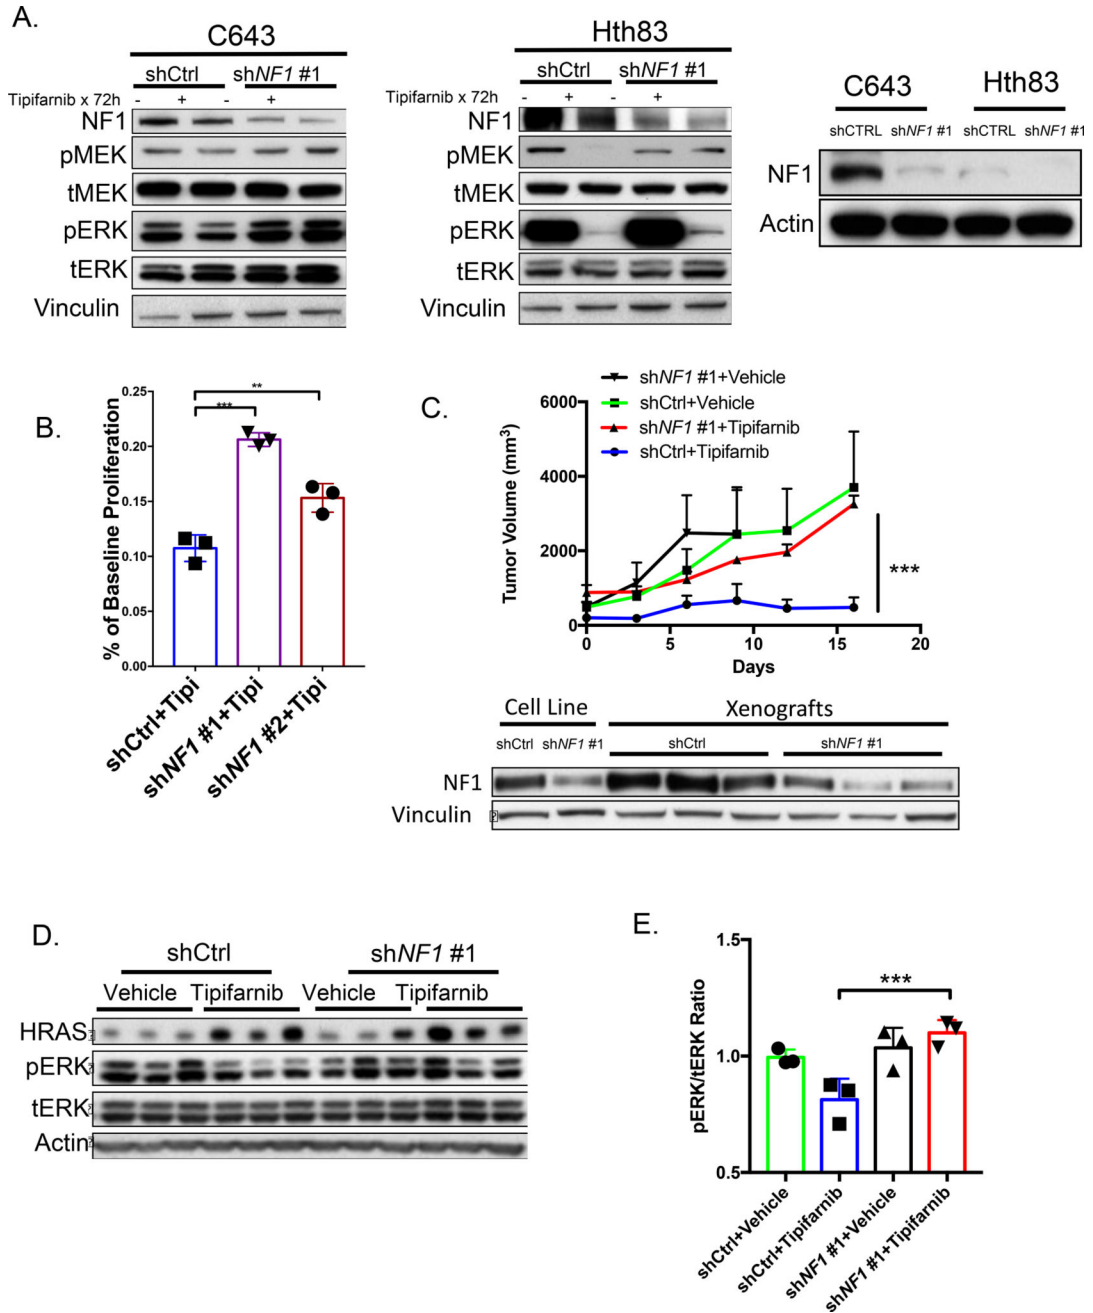 A.
C643
shCtrl shNF1 #1
Tipifarnib x 72h - + - +
NF1
pMEK
tMEK
pERK
tERK
Vinculin
Hth83
shCtrl shNF1 #1
Tipifarnib x 72h - + - +
NF1
pMEK
tMEK
pERK
tERK
Vinculin
C643 Hth83
shCTRL shNF1 #1 shCTRL shNF1 #1
NF1
Actin
B.
% of Baseline Proliferation
0.25
0.20
0.15
0.10
0.05
0.00
**
***
shCtrl+Tipi
shNF1 #1+Tipi
shNF1 #2+Tipi
C.
shNF1 #1+Vehicle
shCtrl+Vehicle
shNF1 #1+Tipifarnib
shCtrl+Tipifarnib
Tumor Volume (mm³)
6000
4000
2000
0
0 5 10 15 20
Days
***
Cell Line Xenografts
shCtrl shNF1 #1 shCtrl shNF1 #1
NF1
Vinculin
D.
shCtrl shNF1 #1
Vehicle Tipifarnib Vehicle Tipifarnib
HRAS
pERK
tERK
Actin
E.
pERK/tERK Ratio
1.5
1.0
0.5
***
shCtrl+Vehicle
shCtrl+Tipifarnib
shNF1 #1+Vehicle
shNF1 #1+Tipifarnib